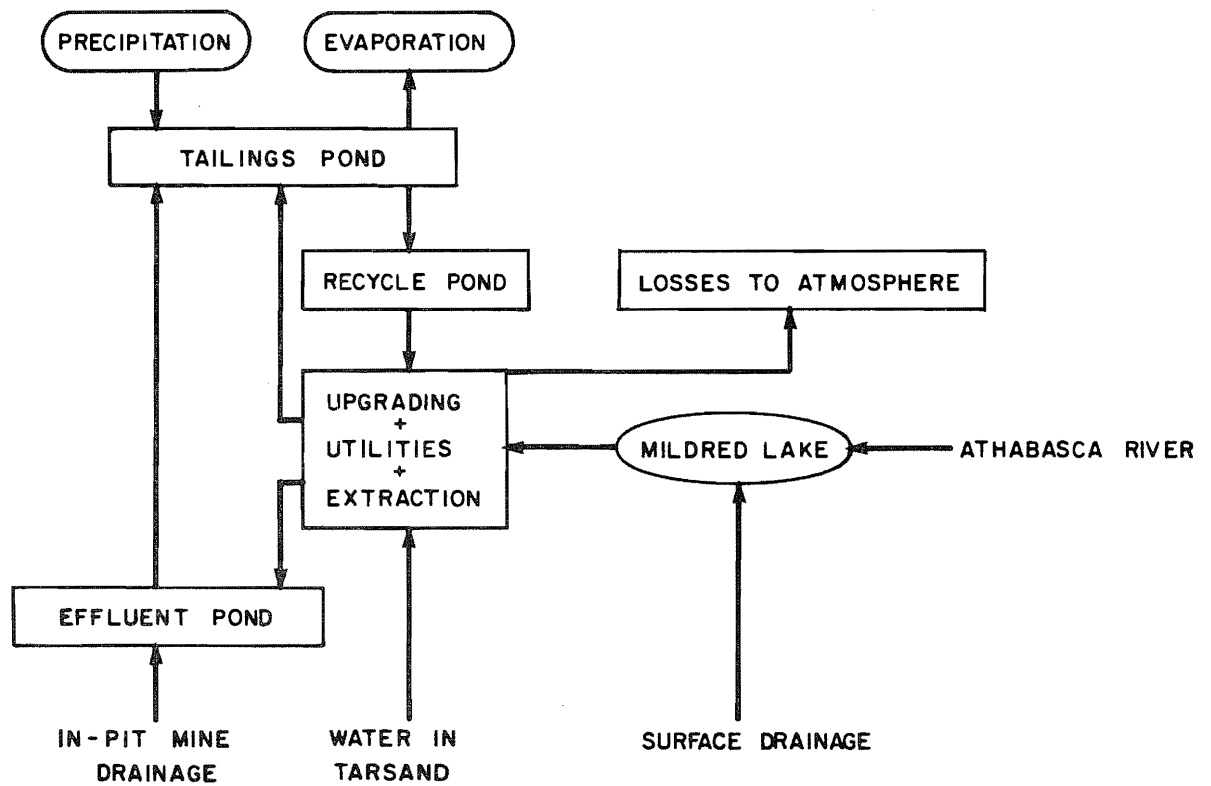 PRECIPITATION
EVAPORATION
TAILINGS POND
RECYCLE POND
LOSSES TO ATMOSPHERE
UPGRADING
+
UTILITIES
+
EXTRACTION
MILDRED LAKE
ATHABASCA RIVER
EFFLUENT POND
IN-PIT MINE
DRAINAGE
WATER IN
TARSAND
SURFACE DRAINAGE